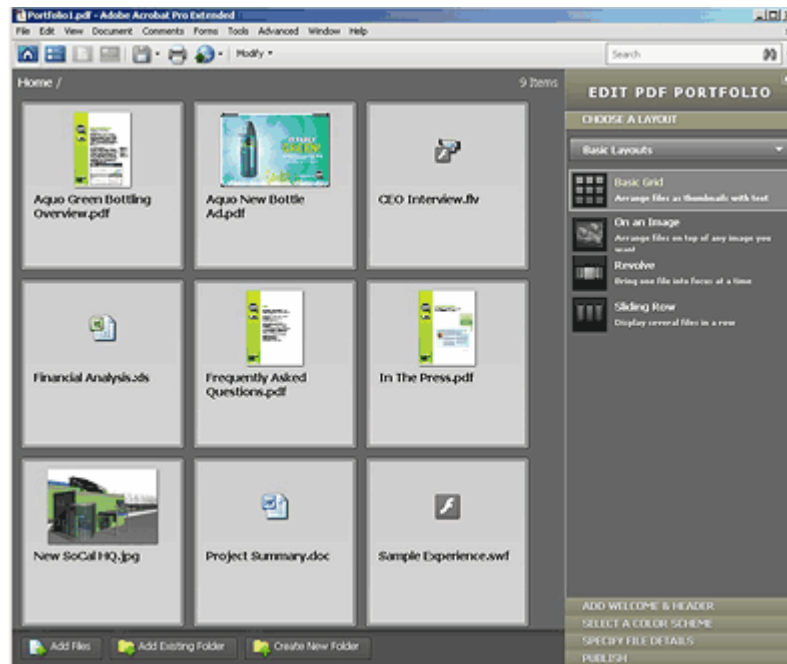 Portfolio1.pdf - Adobe Acrobat Pro Extended
File Edit View Document Comments Forms Tools Advanced Window Help
Modify
Search
Home /
9 Items
Aquo Green Bottling
Overview.pdf
Aquo New Bottle
Ad.pdf
CEO Interview.flv
Financial Analysis.xls
Frequently Asked
Questions.pdf
In The Press.pdf
New SoCal HQ.jpg
Project Summary.doc
Sample Experience.swf
Add Files
Add Existing Folder
Create New Folder
EDIT PDF PORTFOLIO
CHOOSE A LAYOUT
Basic Layouts
Basic Grid
Arrange files as thumbnails with text
On an Image
Arrange files on top of any image you
want
Revolve
Bring one file into focus at a time
Sliding Row
Display several files in a row
ADD WELCOME & HEADER
SELECT A COLOR SCHEME
SPECIFY FILE DETAILS
PUBLISH